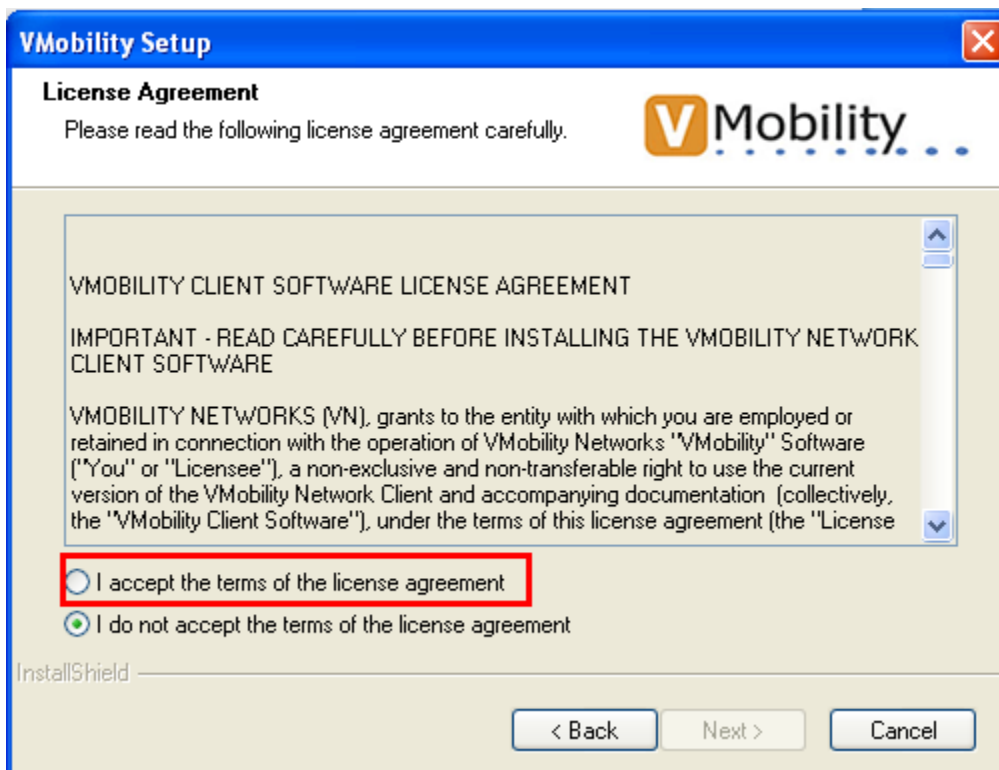 VMobility Setup
License Agreement
Please read the following license agreement carefully.
V Mobility
VMOBILITY CLIENT SOFTWARE LICENSE AGREEMENT
IMPORTANT - READ CAREFULLY BEFORE INSTALLING THE VMOBILITY NETWORK
CLIENT SOFTWARE
VMOBILITY NETWORKS (VN), grants to the entity with which you are employed or
retained in connection with the operation of VMobility Networks "VMobility" Software
("You" or "Licensee"), a non-exclusive and non-transferable right to use the current
version of the VMobility Network Client and accompanying documentation (collectively,
the "VMobility Client Software"), under the terms of this license agreement (the "License
I accept the terms of the license agreement
I do not accept the terms of the license agreement
InstallShield
< Back Next > Cancel